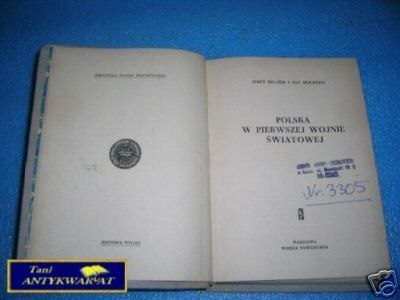 BIBLIOTEKA WIEDZY HISTORYCZNEJ
HISTORIA POLSKI
JERZY HOLZER • JAN MOLENDA
POLSKA
W PIERWSZEJ WOJNIE
ŚWIATOWEJ
Nr. 3305
WARSZAWA
WIEDZA POWSZECHNA
Tani
ANTYKWARYAT